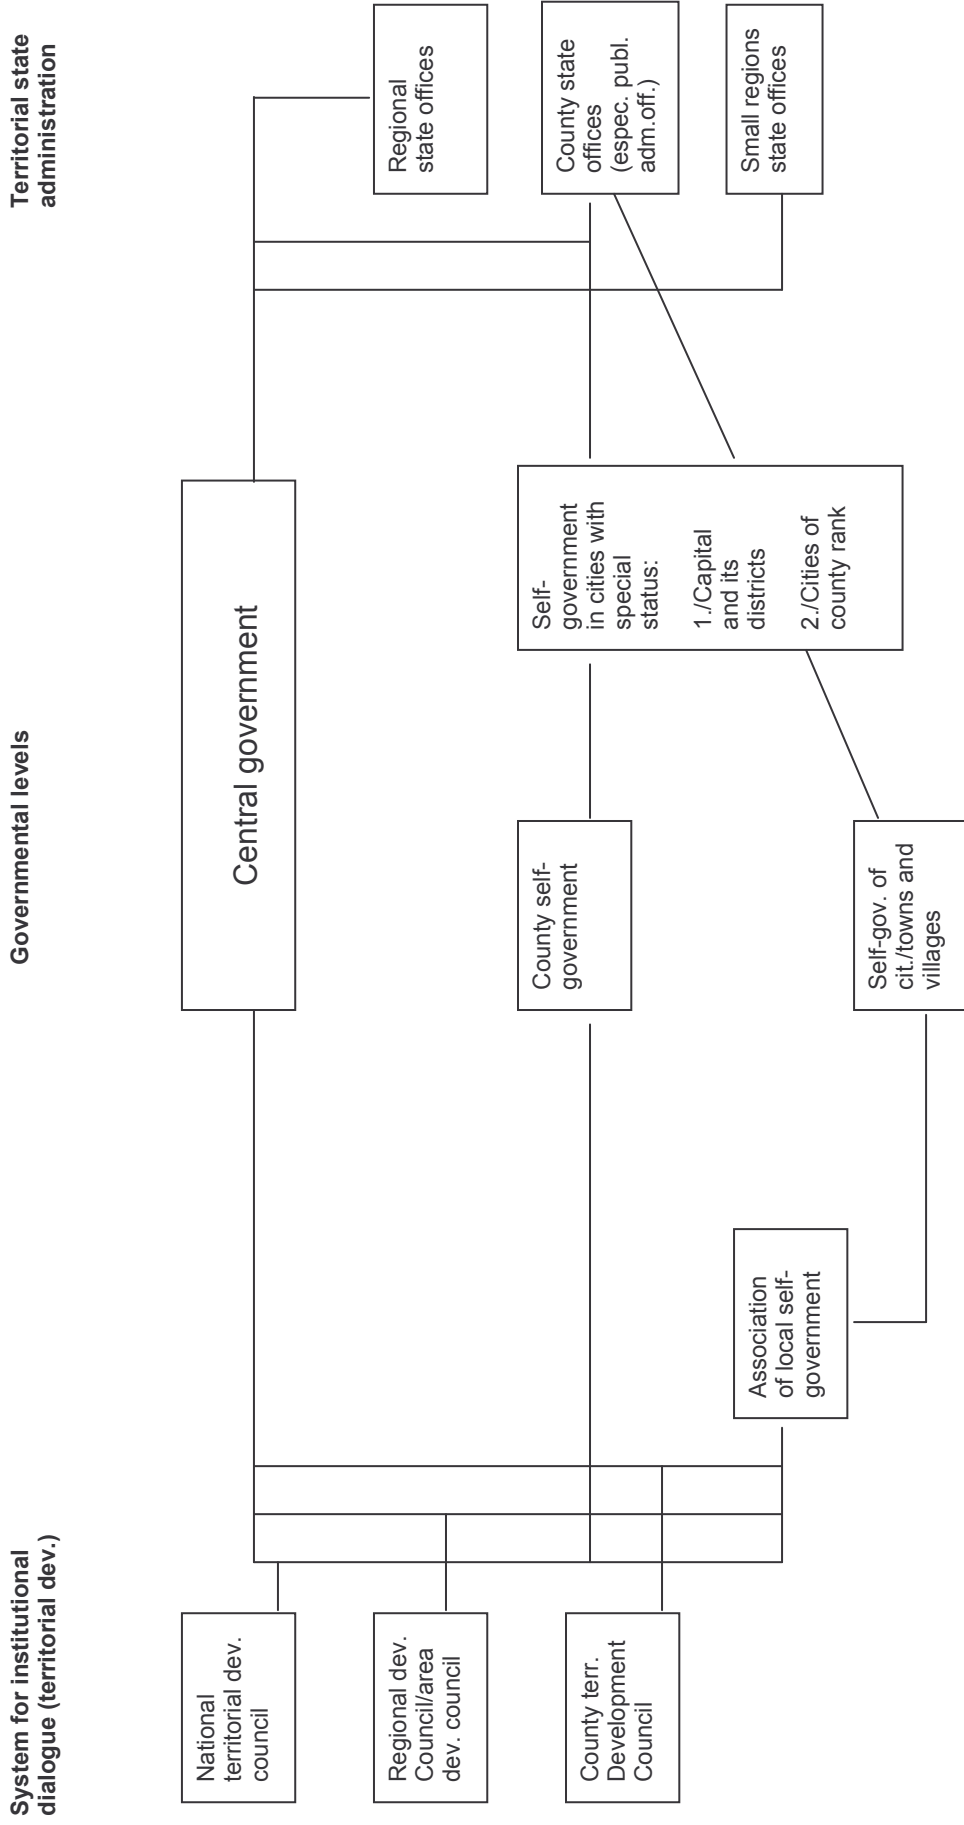 System for institutional
dialogue (territorial dev.)
Governmental levels
Territorial state
administration
National
territorial dev.
council
Central government
Regional dev.
Council/area
dev. council
Regional
state offices
County terr.
Development
Council
County self-
government
Self-
government
in cities with
special
status:
1./Capital
and its
districts
2./Cities of
county rank
County state
offices
(espec. publ.
adm.off.)
Association
of local self-
government
Small regions
state offices
Self-gov. of
cit./towns and
villages